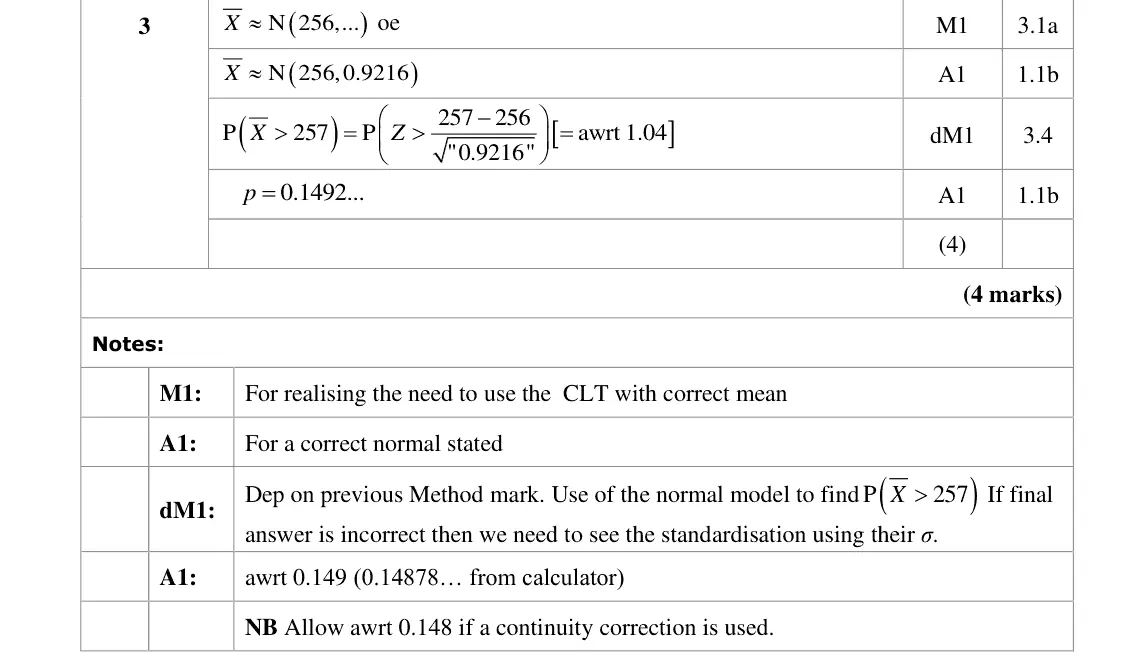 3 X̅ ≈ N(256,...) oe M1 3.1a
X̅ ≈ N(256,0.9216) A1 1.1b
P(X̅ > 257) = P(Z > (257 − 256)/√"0.9216")[= awrt 1.04] dM1 3.4
p = 0.1492... A1 1.1b
(4)
(4 marks)
Notes:
M1: For realising the need to use the CLT with correct mean
A1: For a correct normal stated
dM1: Dep on previous Method mark. Use of the normal model to find P(X̅ > 257) If final
answer is incorrect then we need to see the standardisation using their σ.
A1: awrt 0.149 (0.14878… from calculator)
NB Allow awrt 0.148 if a continuity correction is used.